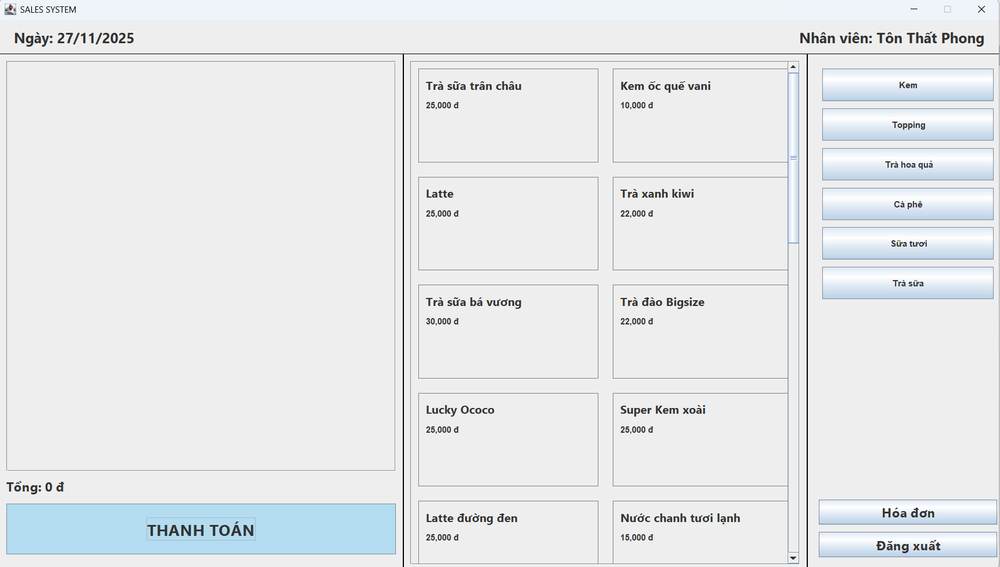 SALES SYSTEM
Ngày: 27/11/2025
Nhân viên: Tôn Thất Phong
Tổng: 0 đ
THANH TOÁN
Trà sữa trân châu
25,000 đ
Kem ốc quế vani
10,000 đ
Latte
25,000 đ
Trà xanh kiwi
22,000 đ
Trà sữa bá vương
30,000 đ
Trà đào Bigsize
22,000 đ
Lucky Ococo
25,000 đ
Super Kem xoài
25,000 đ
Latte đường đen
25,000 đ
Nước chanh tươi lạnh
15,000 đ
Kem
Topping
Trà hoa quả
Cà phê
Sữa tươi
Trà sữa
Hóa đơn
Đăng xuất